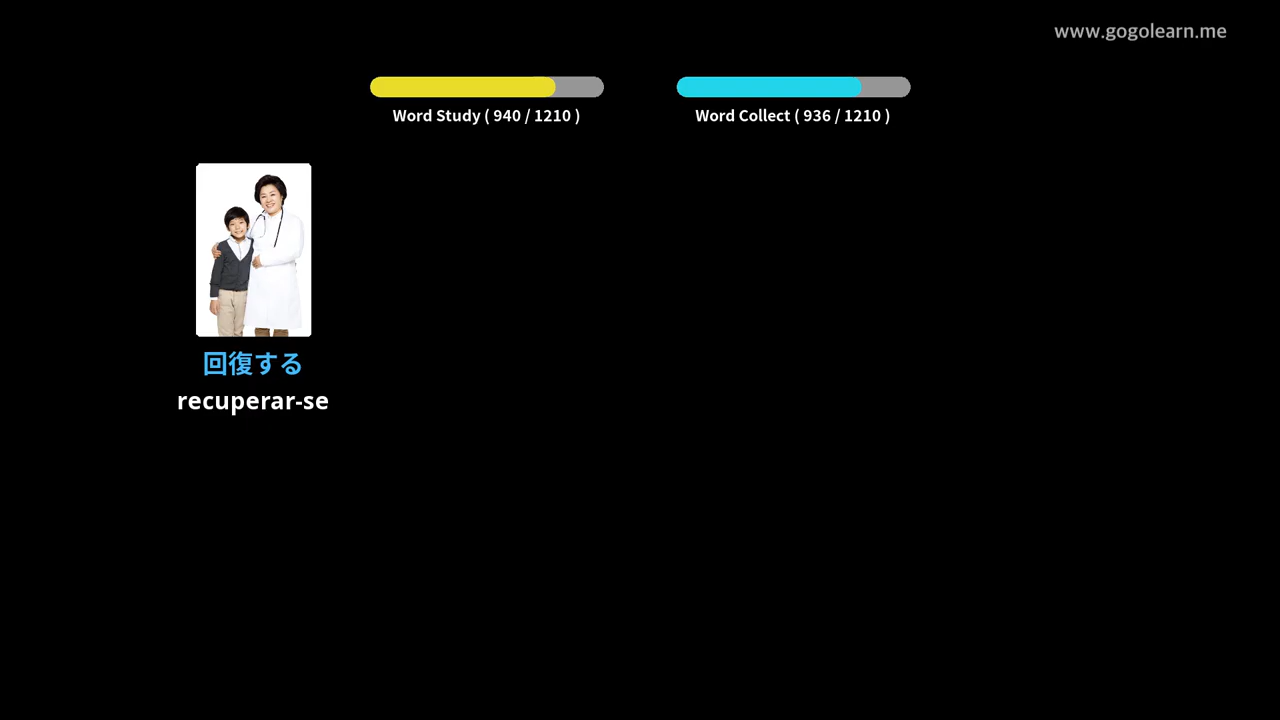 www.gogolearn.me
Word Study ( 940 / 1210 )
Word Collect ( 936 / 1210 )
回復する
recuperar-se